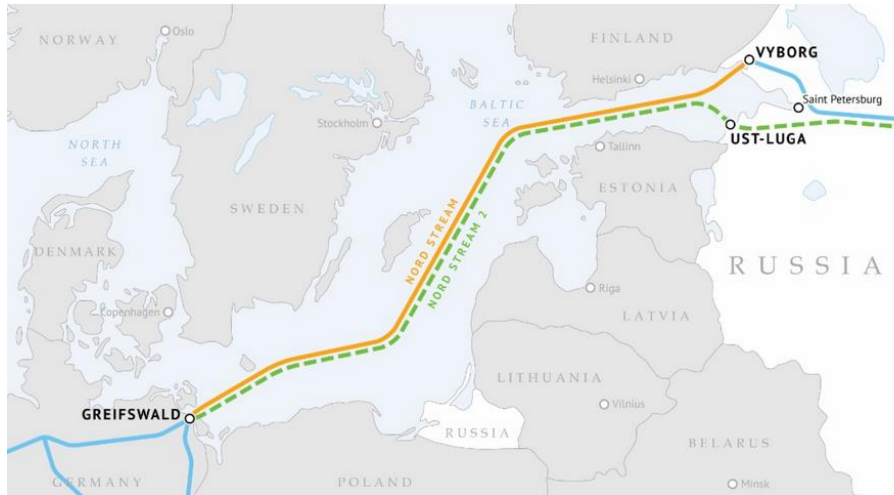 NORWAY
Oslo
FINLAND
VYBORG
Helsinki
Saint Petersburg
BALTIC
SEA
Stockholm
UST-LUGA
NORTH
SEA
Tallinn
ESTONIA
SWEDEN
NORD STREAM
NORD STREAM 2
DENMARK
RUSSIA
Copenhagen
Riga
LATVIA
LITHUANIA
Vilnius
GREIFSWALD
RUSSIA
BELARUS
GERMANY
POLAND
Minsk